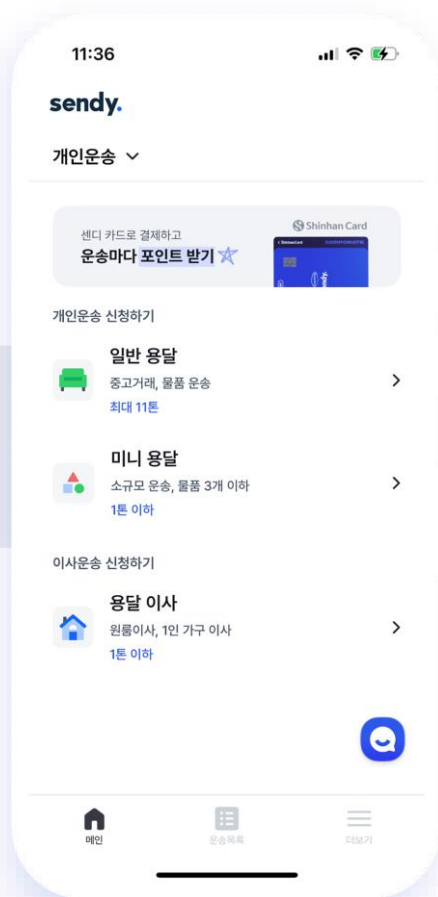 11:36
sendy.
개인운송
Shinhan Card
센디 카드로 결제하고
운송마다 포인트 받기
개인운송 신청하기
일반 용달
중고거래, 물품 운송
최대 11톤
미니 용달
소규모 운송, 물품 3개 이하
1톤 이하
이사운송 신청하기
용달 이사
원룸이사, 1인 가구 이사
1톤 이하
메인
운송목록
더보기